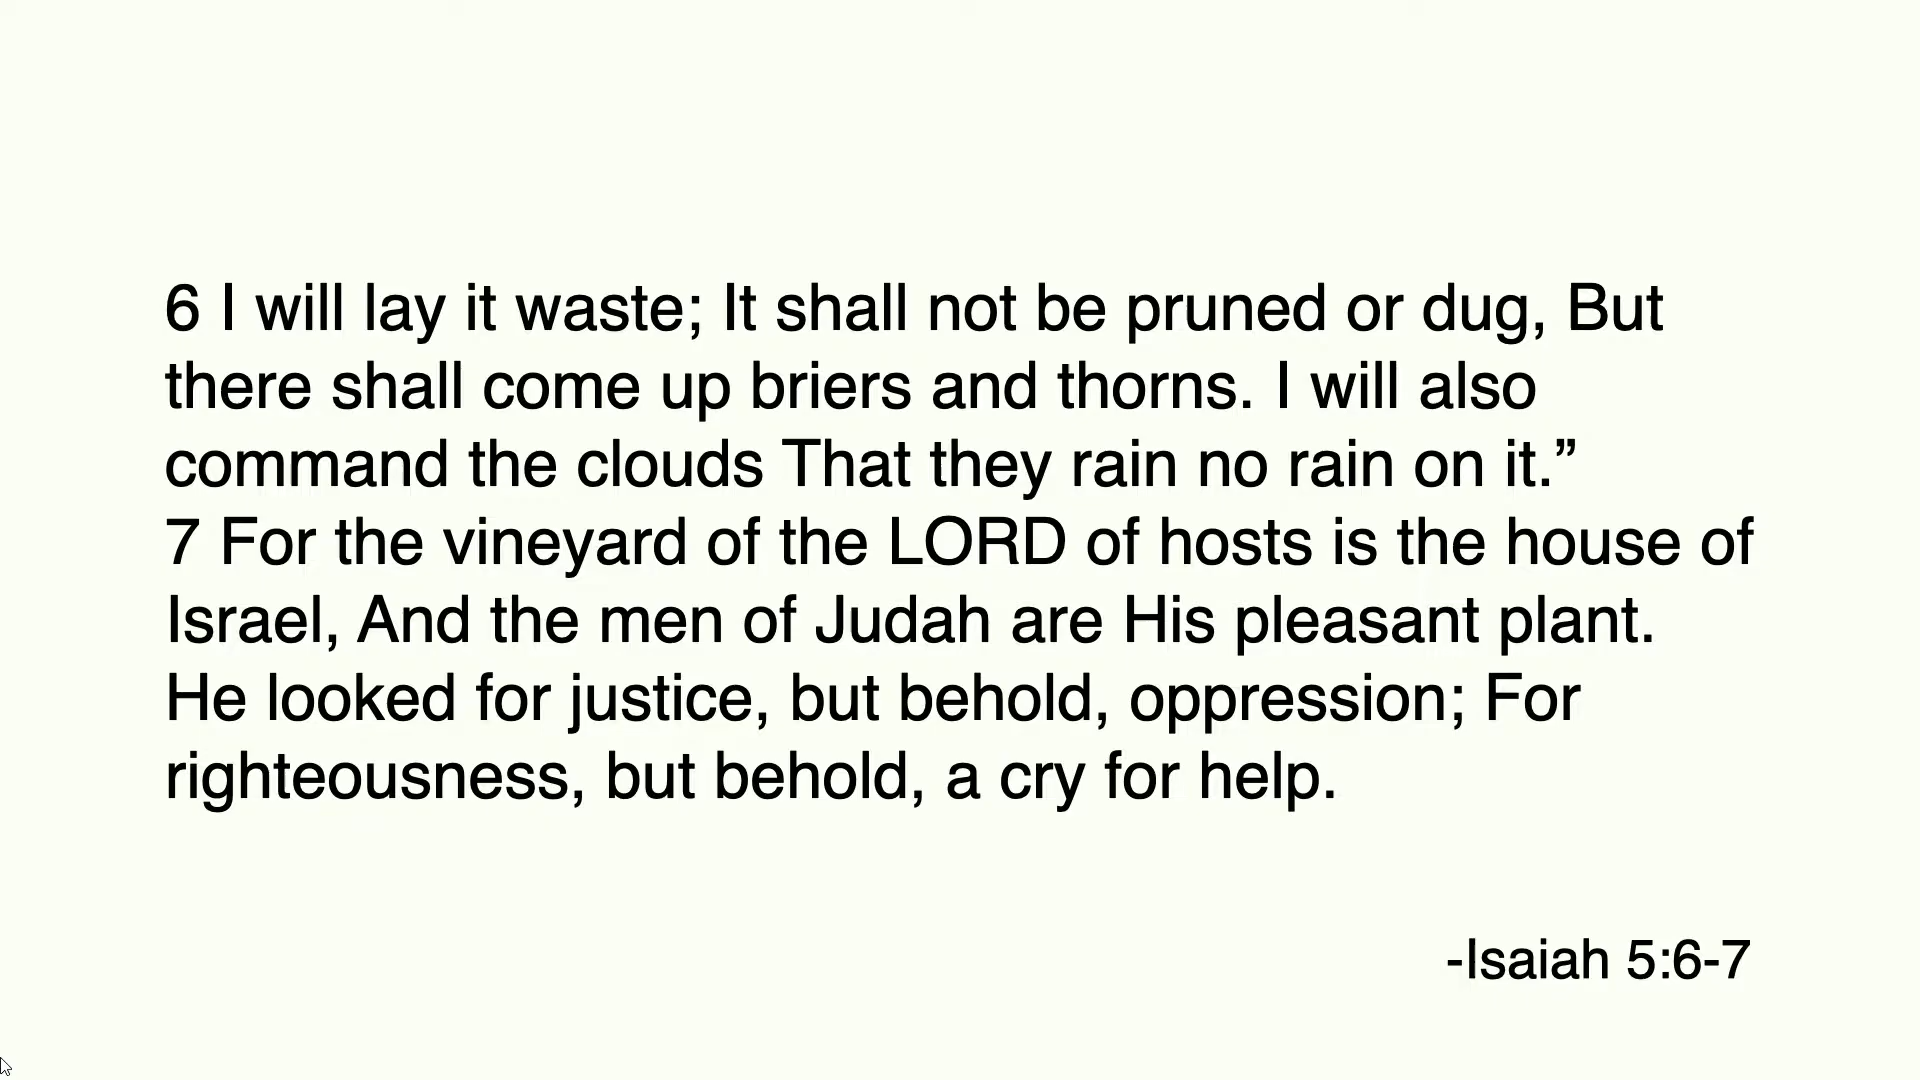 6 I will lay it waste; It shall not be pruned or dug, But
there shall come up briers and thorns. I will also
command the clouds That they rain no rain on it.”
7 For the vineyard of the LORD of hosts is the house of
Israel, And the men of Judah are His pleasant plant.
He looked for justice, but behold, oppression; For
righteousness, but behold, a cry for help.
-Isaiah 5:6-7